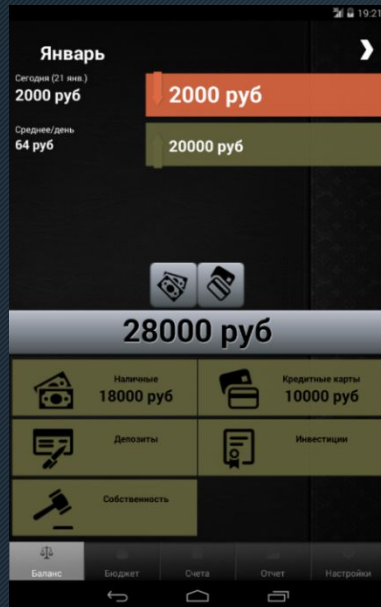 19:21
Январь
Сегодня (21 янв.)
2000 руб
2000 руб
Среднее/день
64 руб
20000 руб
28000 руб
Наличные
18000 руб
Кредитные карты
10000 руб
Депозиты
Инвестиции
Собственность
Баланс
Бюджет
Счета
Отчет
Настройки